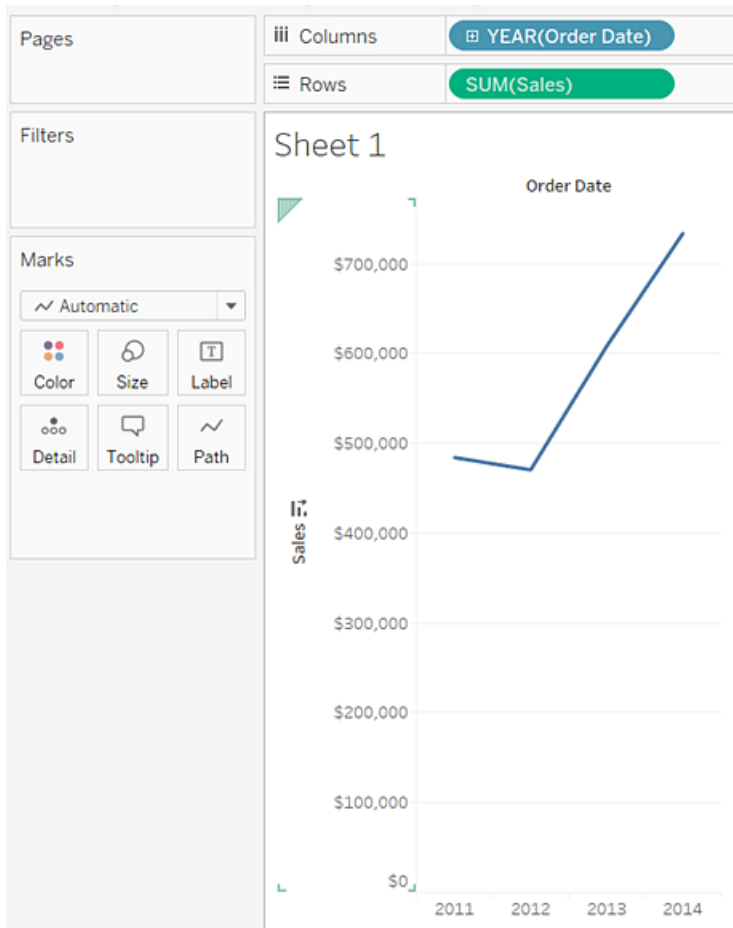 Pages
Columns
YEAR(Order Date)
Rows
SUM(Sales)
Filters
Marks
Automatic
Color
Size
Label
Detail
Tooltip
Path
Sheet 1
Order Date
Sales
$700,000
$600,000
$500,000
$400,000
$300,000
$200,000
$100,000
$0
2011
2012
2013
2014